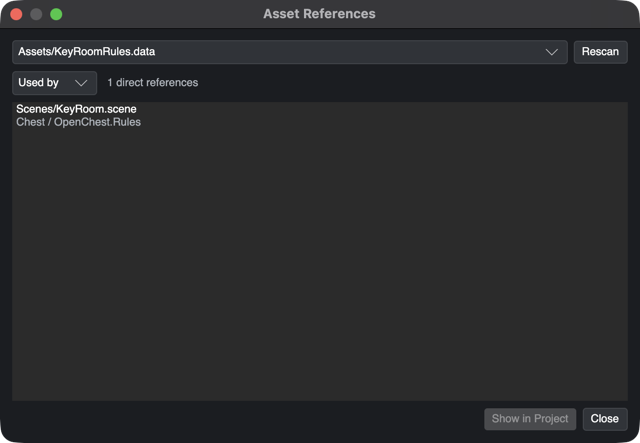 Asset References
Assets/KeyRoomRules.data
Rescan
Used by
1 direct references
Scenes/KeyRoom.scene
Chest / OpenChest.Rules
Show in Project
Close